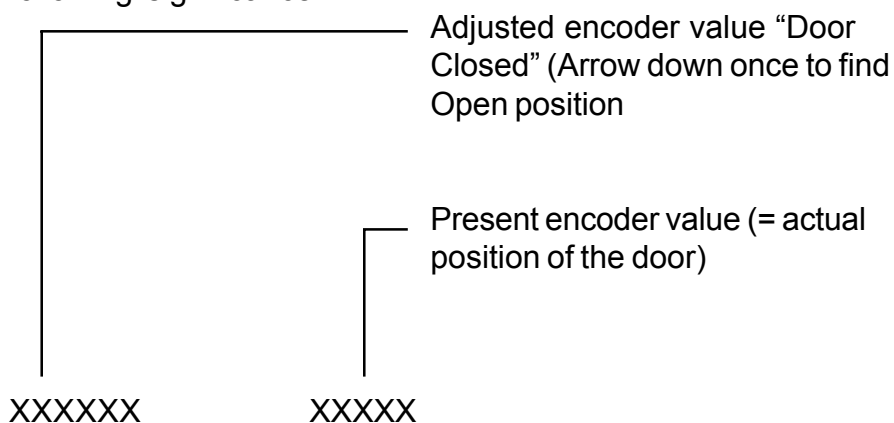 Adjusted encoder value “Door
Closed” (Arrow down once to find
Open position
Present encoder value (= actual
position of the door)
XXXXXX XXXXX